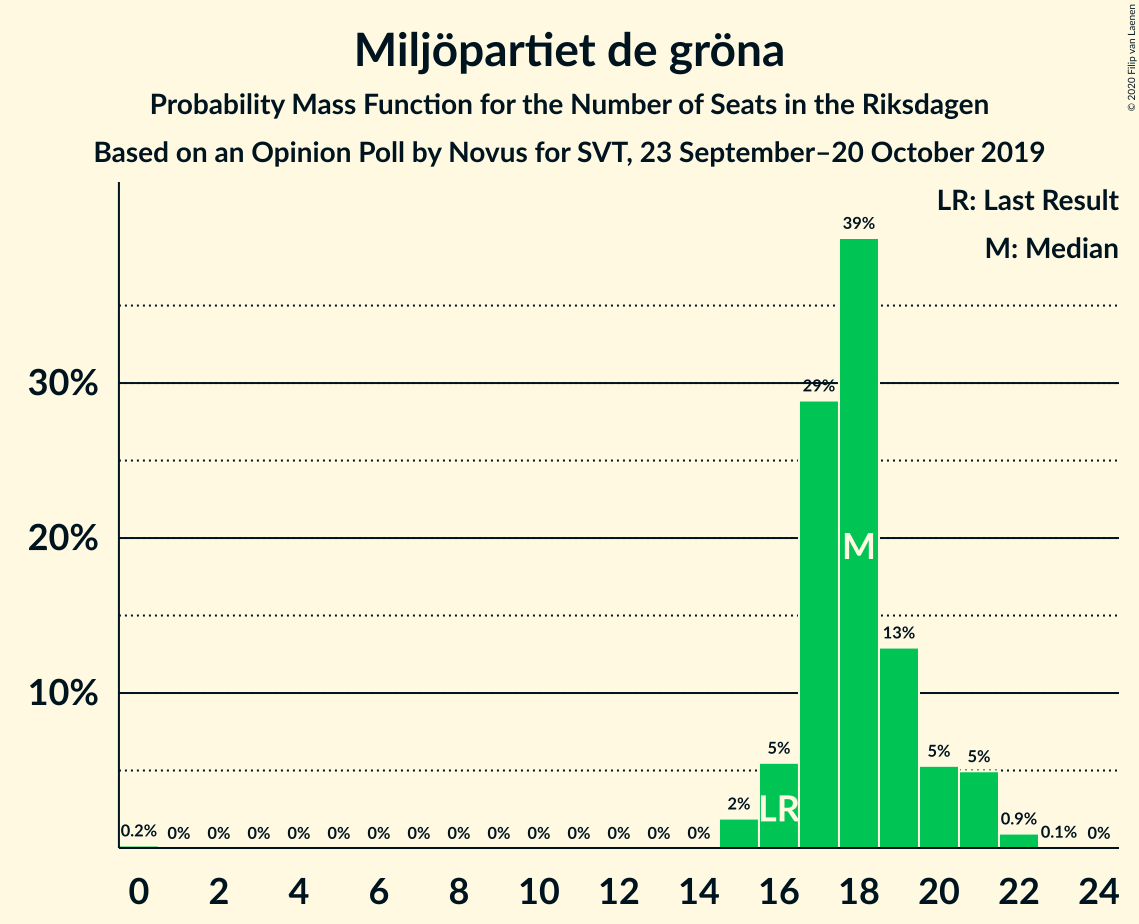 Miljöpartiet de gröna
Probability Mass Function for the Number of Seats in the Riksdagen
Based on an Opinion Poll by Novus for SVT, 23 September–20 October 2019
© 2020 Filip van Laenen
LR: Last Result
M: Median
30%
20%
10%
0.2% 0% 0% 0% 0% 0% 0% 0% 0% 0% 0% 0% 0% 0% 0% 2% 5% 29% 39% 13% 5% 5% 0.9% 0.1% 0%
LR
M
0 2 4 6 8 10 12 14 16 18 20 22 24